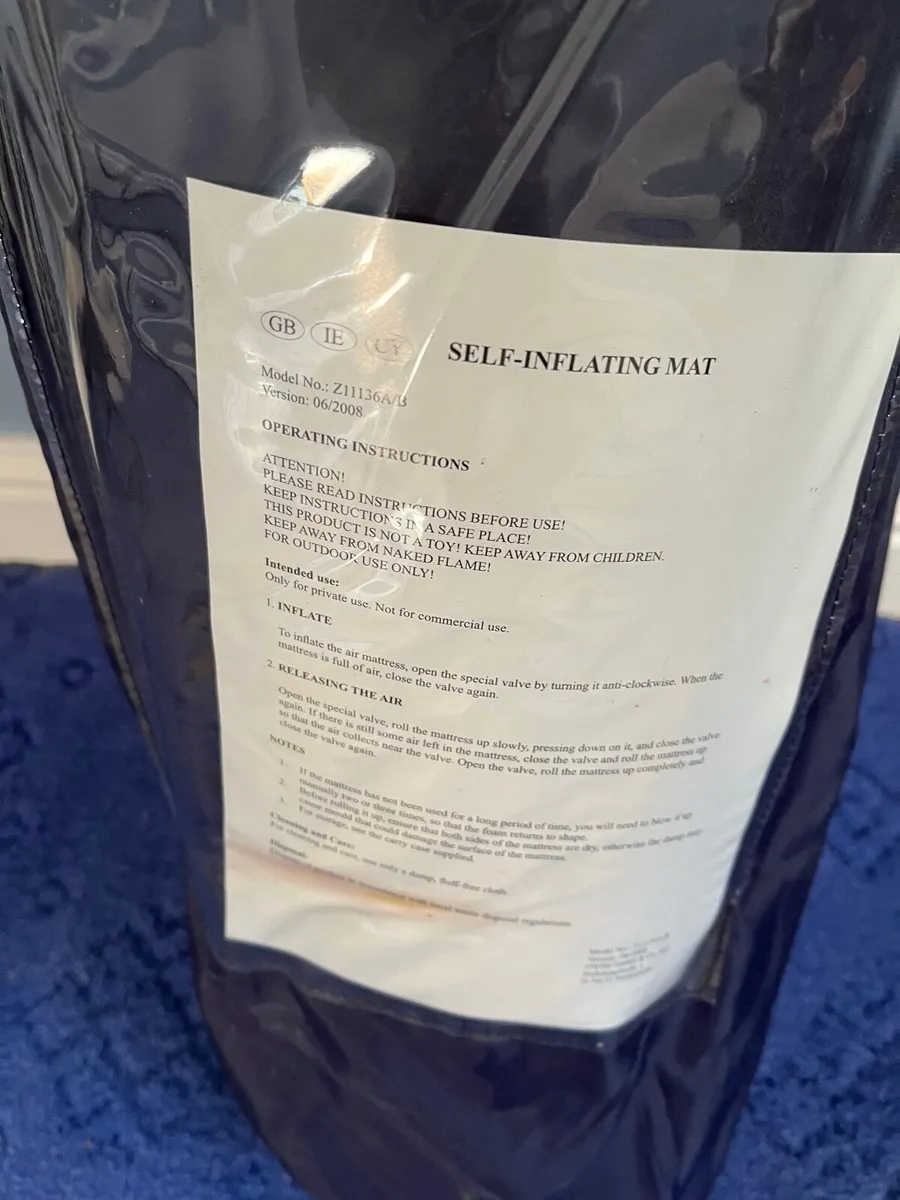 GB IE CY
SELF-INFLATING MAT
Model No.: Z11136A/B
Version: 06/2008
OPERATING INSTRUCTIONS
ATTENTION!
PLEASE READ INSTRUCTIONS BEFORE USE!
KEEP INSTRUCTIONS IN A SAFE PLACE!
THIS PRODUCT IS NOT A TOY! KEEP AWAY FROM CHILDREN.
KEEP AWAY FROM NAKED FLAME!
FOR OUTDOOR USE ONLY!
Intended use:
Only for private use. Not for commercial use.
1. INFLATE
To inflate the air mattress, open the special valve by turning it anti-clockwise. When the
mattress is full of air, close the valve again.
2. RELEASING THE AIR
Open the special valve, roll the mattress up slowly, pressing down on it, and close the valve
again. If there is still some air left in the mattress, close the valve and roll the mattress up
so that the air collects near the valve. Open the valve, roll the mattress up completely and
close the valve again.
NOTES
1. If the mattress has not been used for a long period of time, you will need to blow it up
manually two or three times, so that the foam returns to shape.
2. Before rolling it up, ensure that both sides of the mattress are dry, otherwise the damp may
cause mould that could damage the surface of the mattress.
3. For storage, use the carry case supplied.
Cleaning and Care:
For cleaning and care, use only a damp, fluff-free cloth.
Disposal:
product in accordance with local waste disposal regulations.